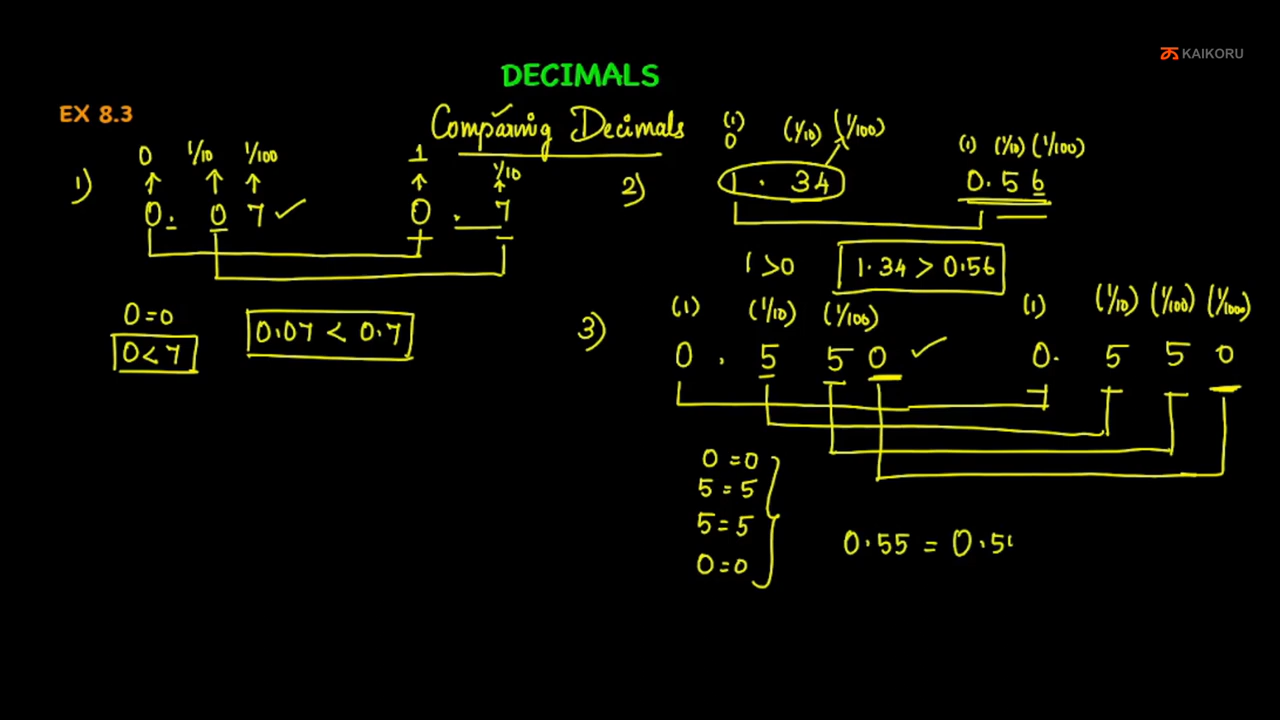 KAIKORU
DECIMALS
EX 8.3
Comparing Decimals
1)
0 1/10 1/100 1 1/10
0. 0 7 0 . 7
0=0
0<7
0.07 < 0.7
2)
(1) (1/10) (1/100) (1) (1/10) (1/100)
0
1 . 34 0.56
1 >0
1.34 > 0.56
3)
(1) (1/10) (1/100) (1) (1/10) (1/100) (1/1000)
0 . 5 5 0 0. 5 5 0
0 = 0
5 = 5
5 = 5
0 = 0
0.55 = 0.5